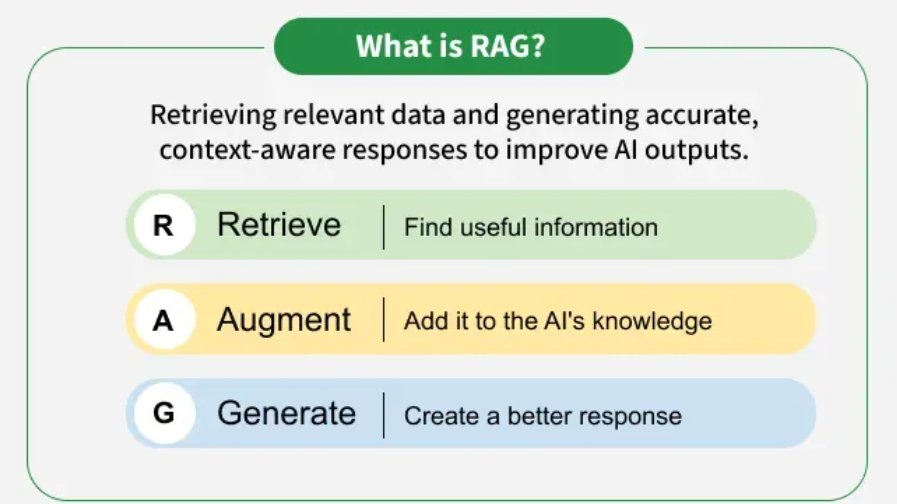 What is RAG?
Retrieving relevant data and generating accurate,
context-aware responses to improve AI outputs.
R Retrieve Find useful information
A Augment Add it to the AI's knowledge
G Generate Create a better response